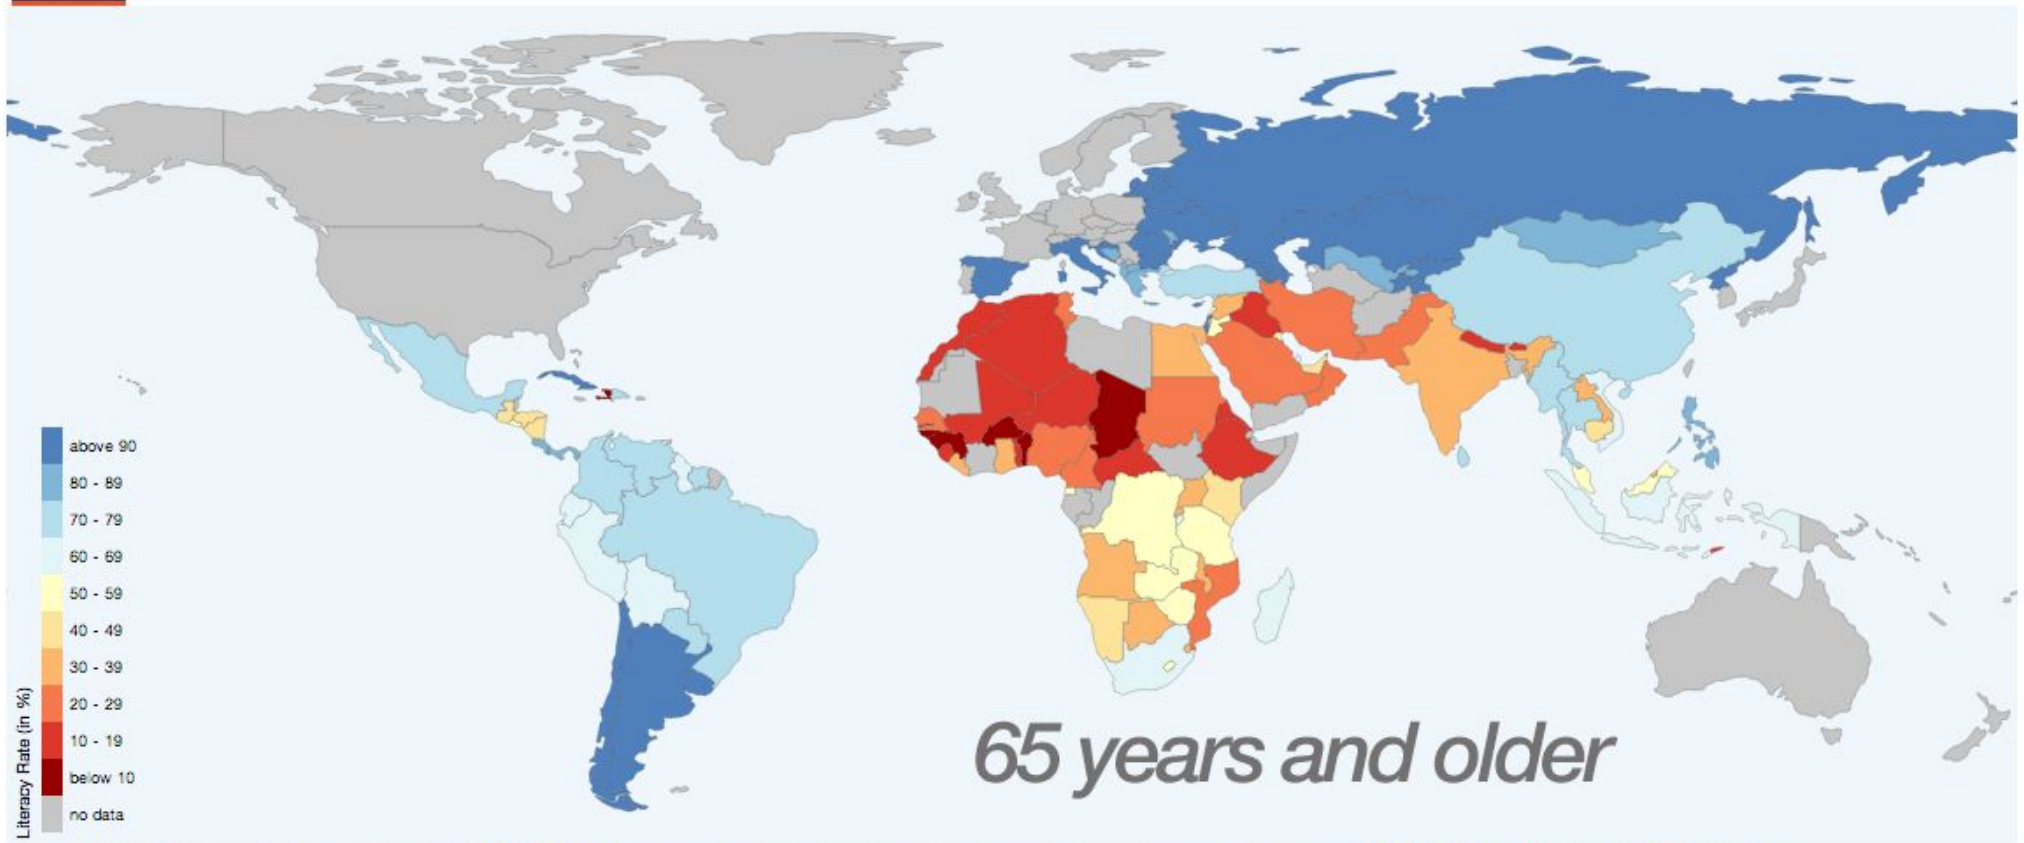 above 90
80 - 89
70 - 79
60 - 69
50 - 59
40 - 49
30 - 39
20 - 29
10 - 19
below 10
no data
Literacy Rate (in %)
65 years and older